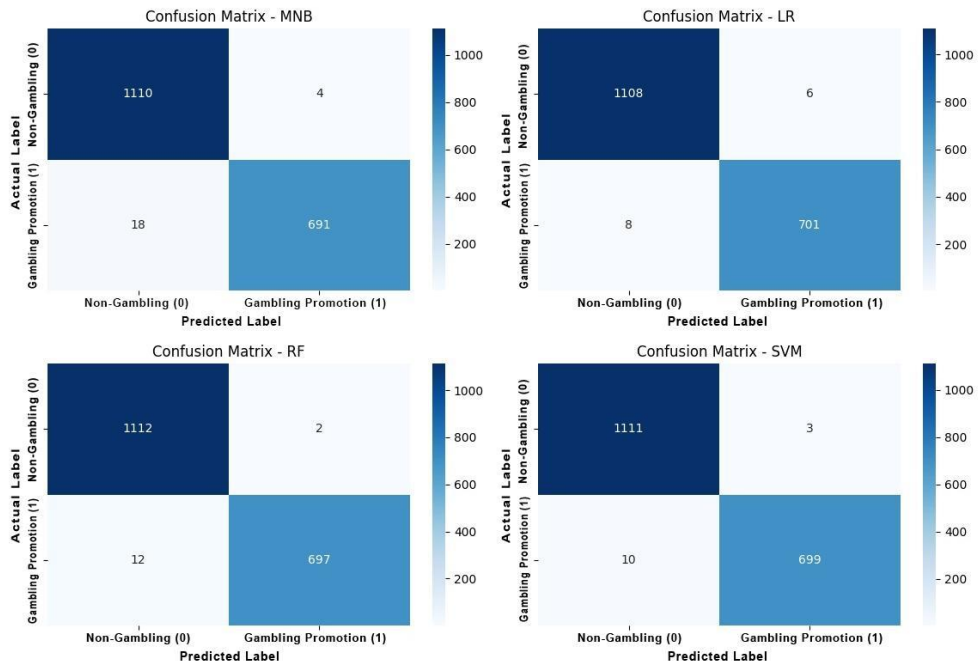 Confusion Matrix - MNB
Actual Label
Non-Gambling (0)
Gambling Promotion (1)
1110
4
18
691
1000
800
600
400
200
Non-Gambling (0)
Gambling Promotion (1)
Predicted Label
Confusion Matrix - LR
Actual Label
Non-Gambling (0)
Gambling Promotion (1)
1108
6
8
701
1000
800
600
400
200
Non-Gambling (0)
Gambling Promotion (1)
Predicted Label
Confusion Matrix - RF
Actual Label
Non-Gambling (0)
Gambling Promotion (1)
1112
2
12
697
1000
800
600
400
200
Non-Gambling (0)
Gambling Promotion (1)
Predicted Label
Confusion Matrix - SVM
Actual Label
Non-Gambling (0)
Gambling Promotion (1)
1111
3
10
699
1000
800
600
400
200
Non-Gambling (0)
Gambling Promotion (1)
Predicted Label